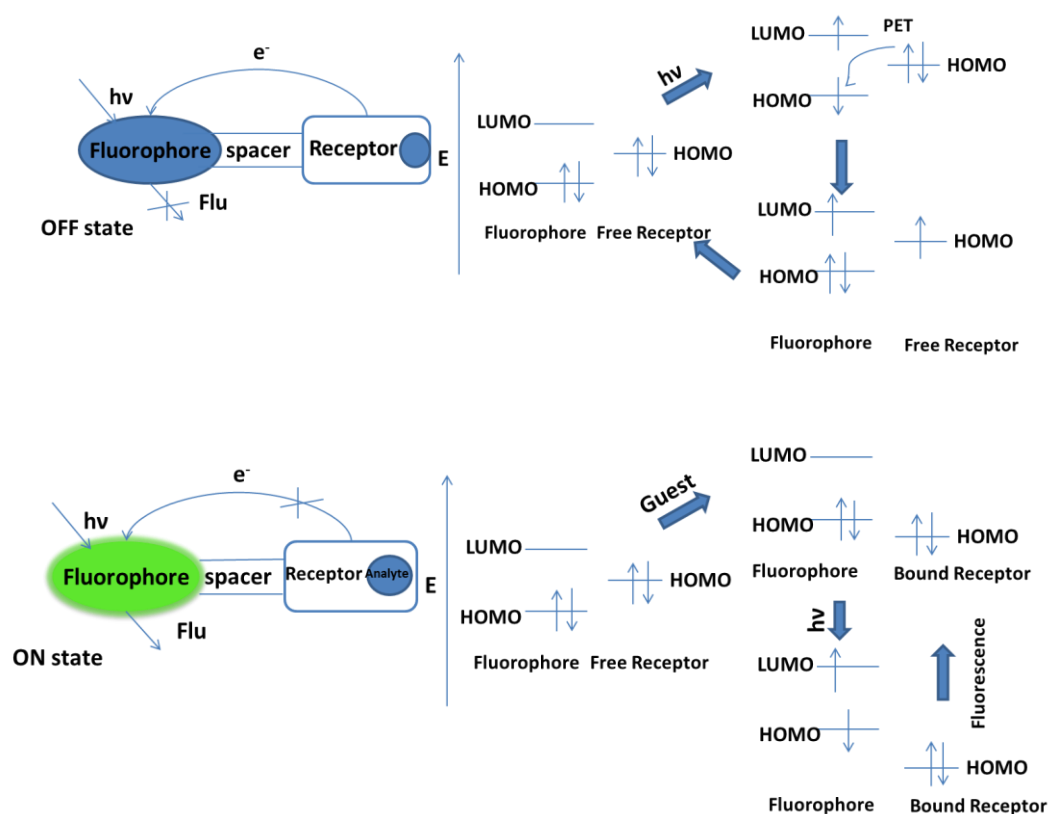 e-
hν
Fluorophore
spacer
Receptor
Flu
OFF state
E
LUMO
HOMO
HOMO
Fluorophore
Free Receptor
hν
LUMO
PET
HOMO
HOMO
LUMO
HOMO
HOMO
Fluorophore
Free Receptor
e-
hν
Fluorophore
spacer
Receptor
Analyte
Flu
ON state
E
LUMO
HOMO
HOMO
Fluorophore
Free Receptor
Guest
LUMO
HOMO
HOMO
Fluorophore
Bound Receptor
hν
LUMO
Fluorescence
HOMO
HOMO
Fluorophore
Bound Receptor